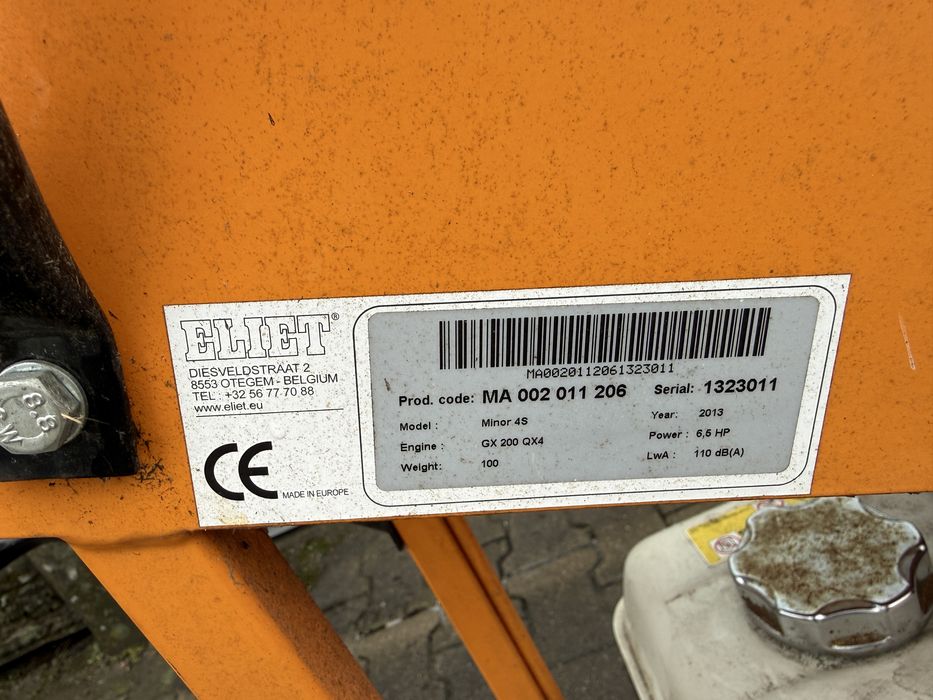 ELIET®
DIESVELDSTRAAT 2
8553 OTEGEM - BELGIUM
TEL : +32 56 77 70 88
www.eliet.eu
CE MADE IN EUROPE
MA0020112061323011
Prod. code: MA 002 011 206 Serial: 1323011
Model : Minor 4S Year: 2013
Engine : GX 200 QX4 Power : 6,5 HP
Weight: 100 LwA : 110 dB(A)
8.8